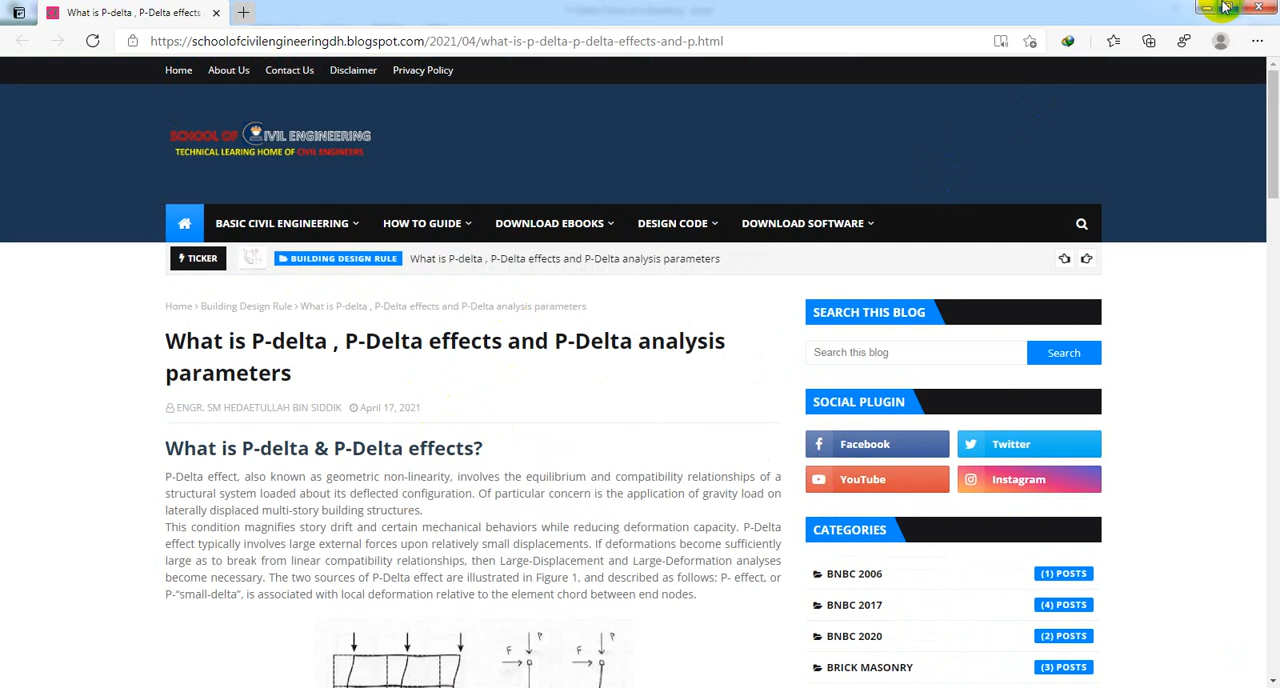 What is P-delta , P-Delta effects
https://schoolofcivilengineeringdh.blogspot.com/2021/04/what-is-p-delta-p-delta-effects-and-p.html
Home About Us Contact Us Disclaimer Privacy Policy
SCHOOL OF CIVIL ENGINEERING
TECHNICAL LEARING HOME OF CIVIL ENGINEERS
BASIC CIVIL ENGINEERING HOW TO GUIDE DOWNLOAD EBOOKS DESIGN CODE DOWNLOAD SOFTWARE
TICKER BUILDING DESIGN RULE What is P-delta , P-Delta effects and P-Delta analysis parameters
Home > Building Design Rule > What is P-delta , P-Delta effects and P-Delta analysis parameters
What is P-delta , P-Delta effects and P-Delta analysis
parameters
ENGR. SM HEDAETULLAH BIN SIDDIK April 17, 2021
What is P-delta & P-Delta effects?
P-Delta effect, also known as geometric non-linearity, involves the equilibrium and compatibility relationships of a
structural system loaded about its deflected configuration. Of particular concern is the application of gravity load on
laterally displaced multi-story building structures.
This condition magnifies story drift and certain mechanical behaviors while reducing deformation capacity. P-Delta
effect typically involves large external forces upon relatively small displacements. If deformations become sufficiently
large as to break from linear compatibility relationships, then Large-Displacement and Large-Deformation analyses
become necessary. The two sources of P-Delta effect are illustrated in Figure 1, and described as follows: P- effect, or
P-“small-delta”, is associated with local deformation relative to the element chord between end nodes.
P P
F F
SEARCH THIS BLOG
Search this blog Search
SOCIAL PLUGIN
Facebook Twitter
YouTube Instagram
CATEGORIES
BNBC 2006 (1) POSTS
BNBC 2017 (4) POSTS
BNBC 2020 (2) POSTS
BRICK MASONRY (3) POSTS